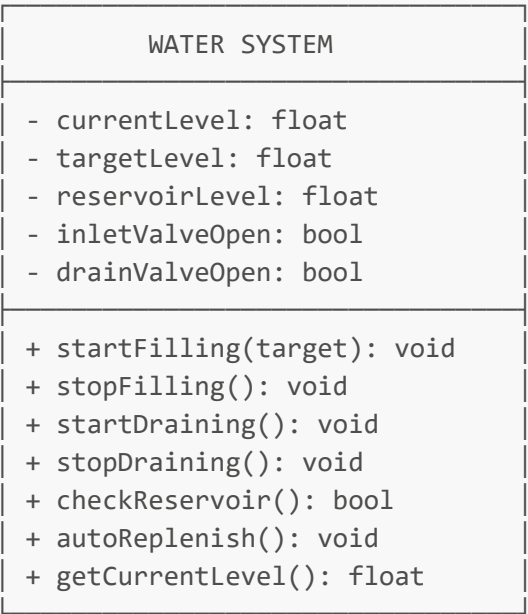 WATER SYSTEM
- currentLevel: float
- targetLevel: float
- reservoirLevel: float
- inletValveOpen: bool
- drainValveOpen: bool
+ startFilling(target): void
+ stopFilling(): void
+ startDraining(): void
+ stopDraining(): void
+ checkReservoir(): bool
+ autoReplenish(): void
+ getCurrentLevel(): float